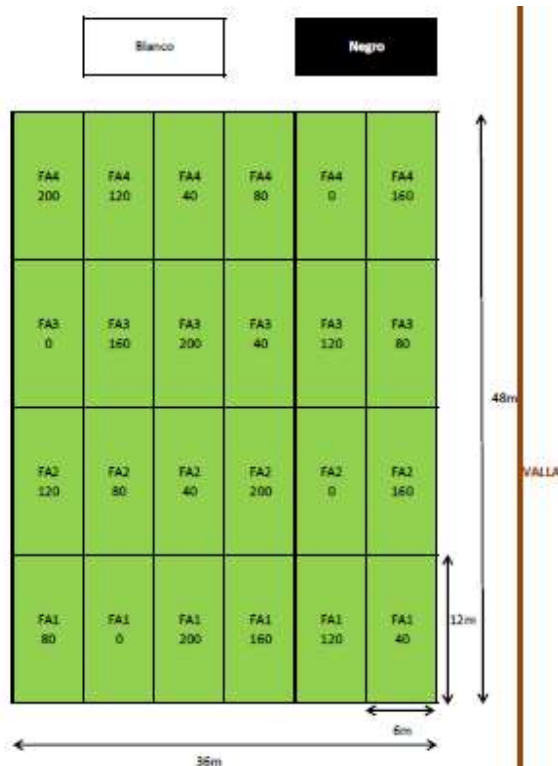 Blanco
Negro
FA4 FA4 FA4 FA4 FA4 FA4
200 120 40 80 0 160
FA3 FA3 FA3 FA3 FA3 FA3
0 160 200 40 120 80
48m
FA2 FA2 FA2 FA2 FA2 FA2
120 80 40 200 0 160
VALLA
FA1 FA1 FA1 FA1 FA1 FA1
80 0 200 160 120 40
12m
6m
36m